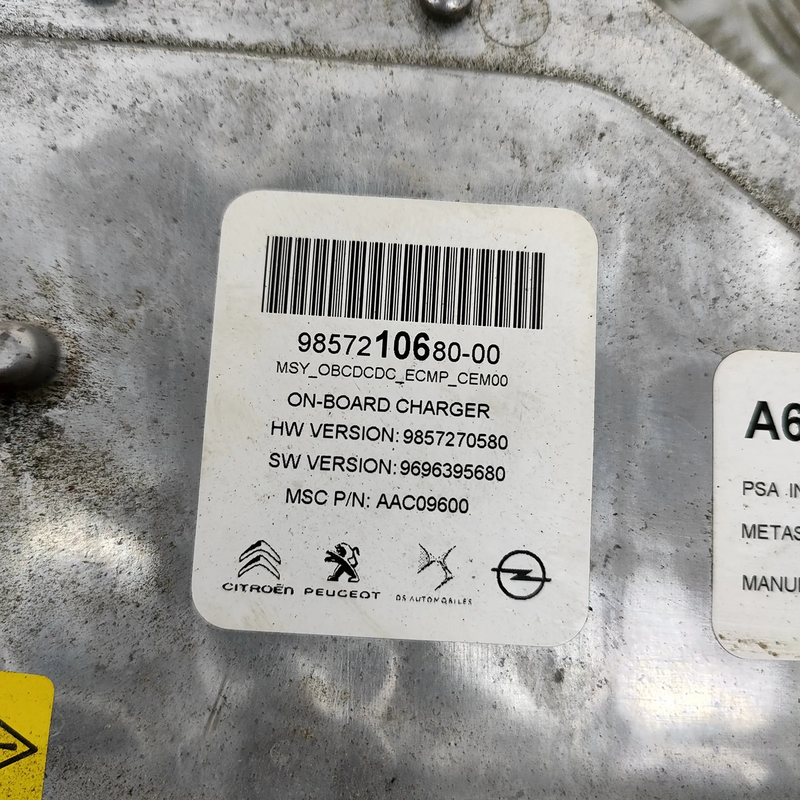 9857210680-00
MSY_OBCDCDC_ECMP_CEM00
ON-BOARD CHARGER
HW VERSION: 9857270580
SW VERSION: 9696395680
MSC P/N: AAC09600
CITROËN PEUGEOT DS AUTOMOBILES
A6
PSA IN
METAS
MANU